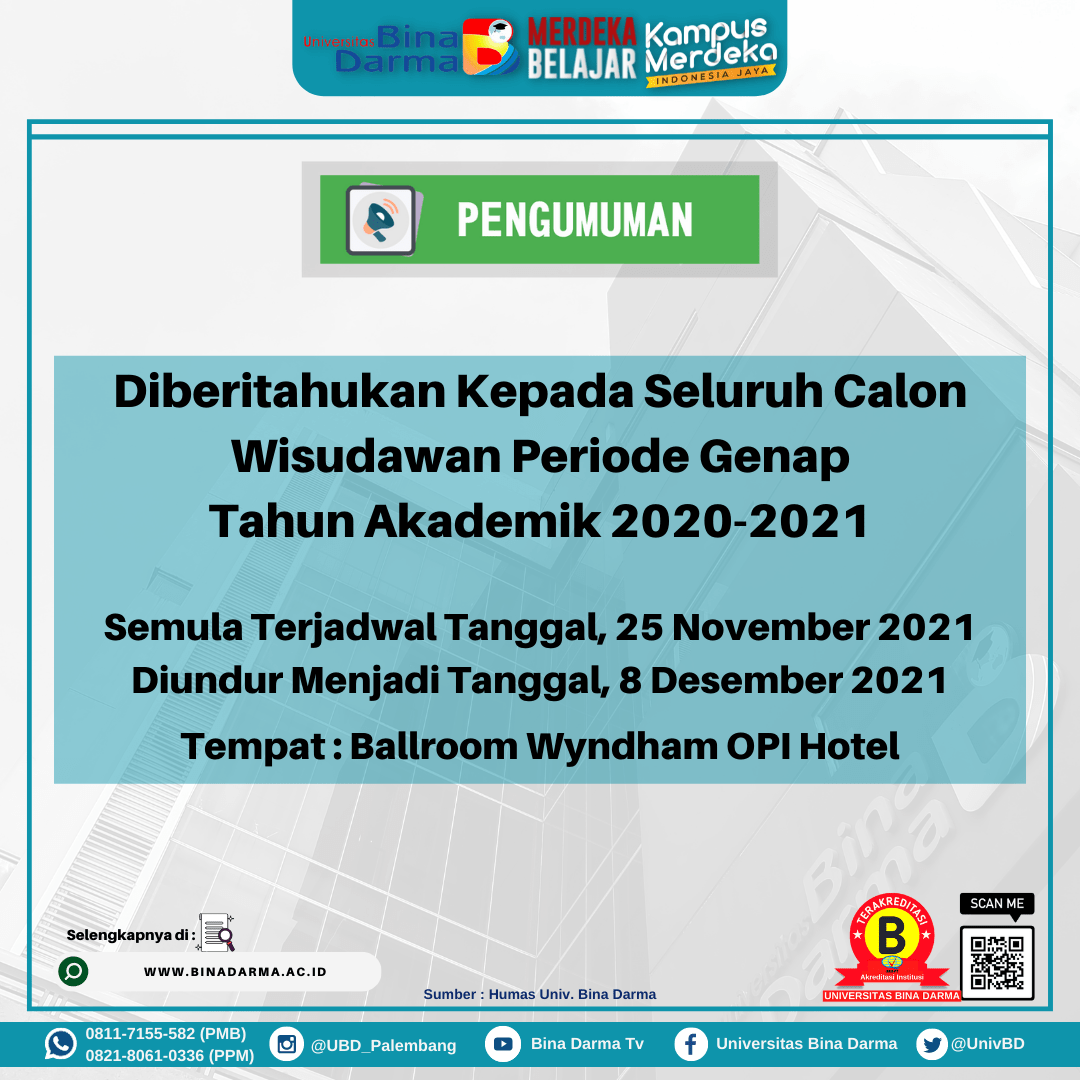 Universitas Bina
Darma
MERDEKA
BELAJAR
Kampus
Merdeka
INDONESIA JAYA
PENGUMUMAN
Diberitahukan Kepada Seluruh Calon
Wisudawan Periode Genap
Tahun Akademik 2020-2021
Semula Terjadwal Tanggal, 25 November 2021
Diundur Menjadi Tanggal, 8 Desember 2021
Tempat : Ballroom Wyndham OPI Hotel
Bina
Darma
Selengkapnya di :
WWW.BINADARMA.AC.ID
Sumber : Humas Univ. Bina Darma
TERAKREDITASI
B
Akreditasi Institusi
UNIVERSITAS BINA DARMA
SCAN ME
0811-7155-582 (PMB)
0821-8061-0336 (PPM)
@UBD_Palembang
Bina Darma Tv
Universitas Bina Darma
@UnivBD